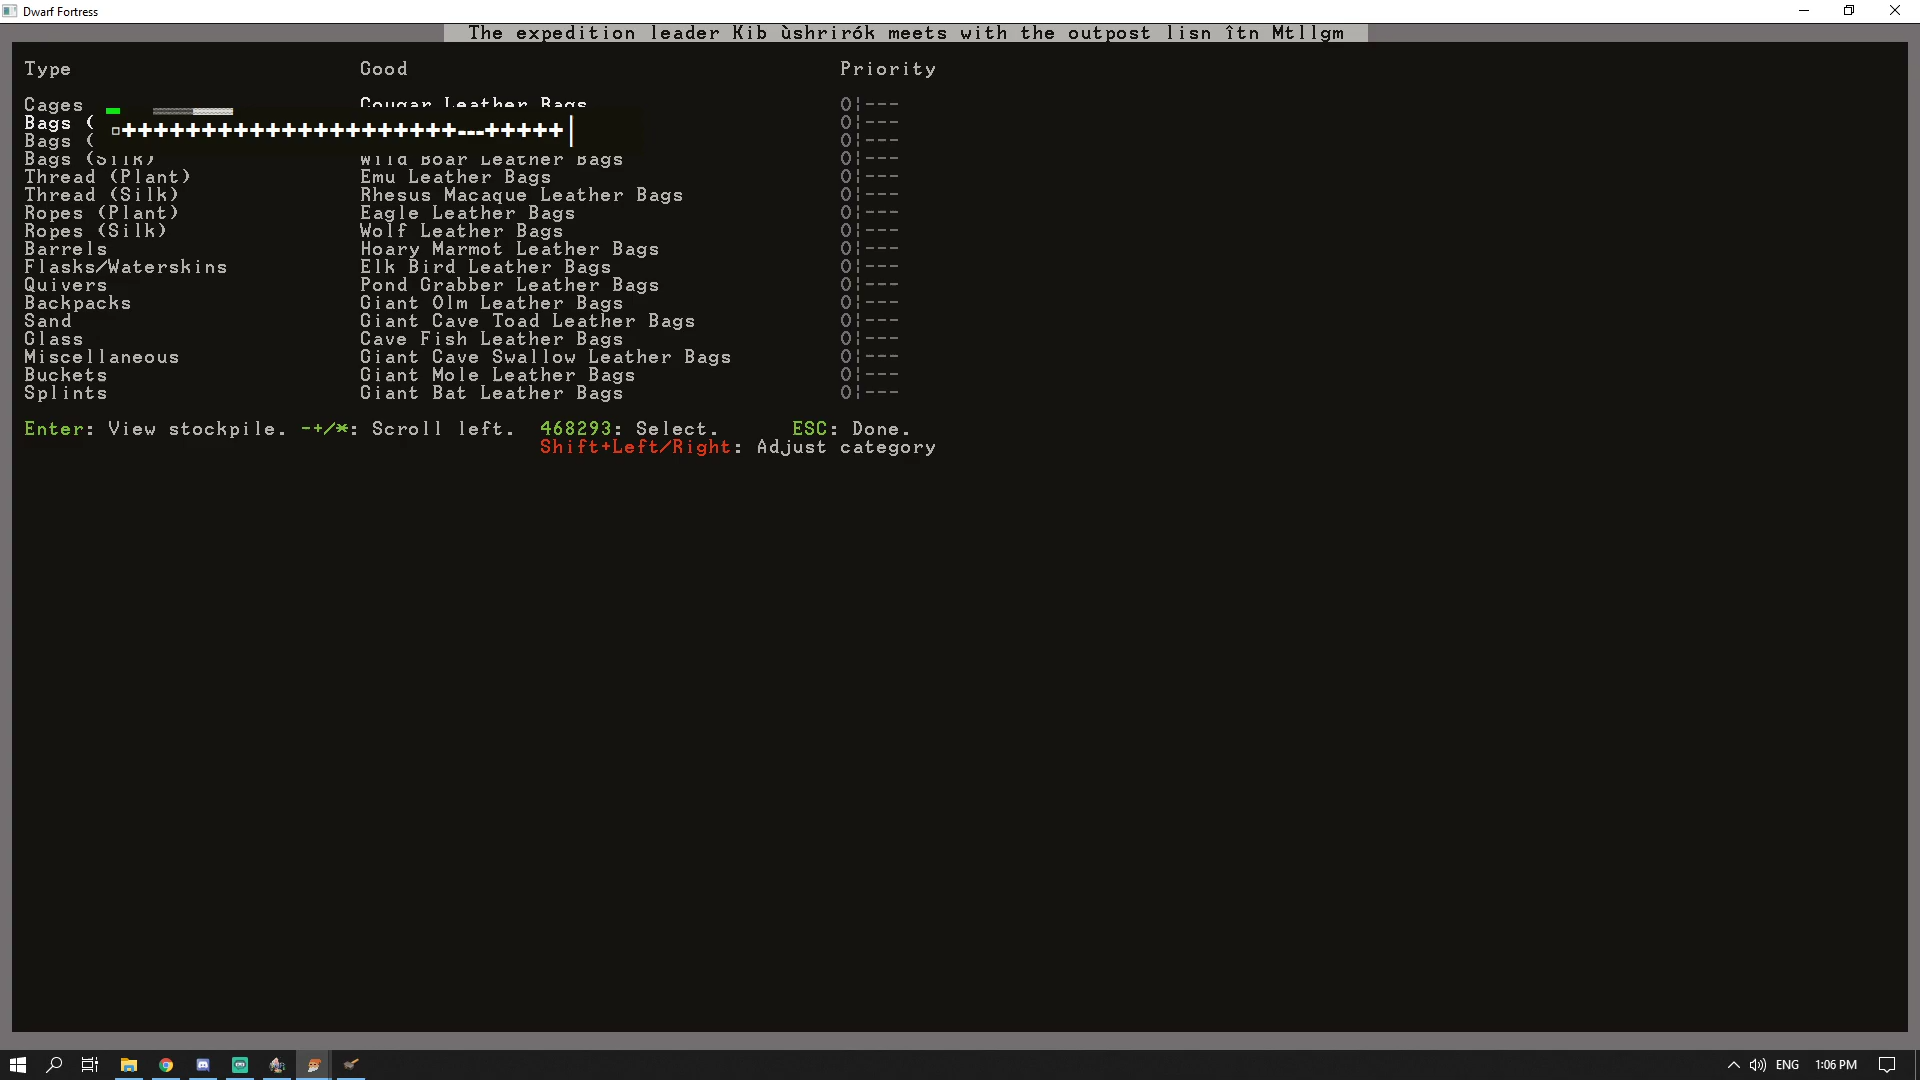 Dwarf Fortress
The expedition leader Kib ùshrirók meets with the outpost lisn îtn Mtllgm
Type Good Priority
Cages Cougar Leather Bags 0¦---
Bags ( 0¦---
▫+++++++++++++++++++++---+++++|
Bags ( 0¦---
Bags (Silk) Wild Boar Leather Bags 0¦---
Thread (Plant) Emu Leather Bags 0¦---
Thread (Silk) Rhesus Macaque Leather Bags 0¦---
Ropes (Plant) Eagle Leather Bags 0¦---
Ropes (Silk) Wolf Leather Bags 0¦---
Barrels Hoary Marmot Leather Bags 0¦---
Flasks/Waterskins Elk Bird Leather Bags 0¦---
Quivers Pond Grabber Leather Bags 0¦---
Backpacks Giant Olm Leather Bags 0¦---
Sand Giant Cave Toad Leather Bags 0¦---
Glass Cave Fish Leather Bags 0¦---
Miscellaneous Giant Cave Swallow Leather Bags 0¦---
Buckets Giant Mole Leather Bags 0¦---
Splints Giant Bat Leather Bags 0¦---
Enter: View stockpile. -+/*: Scroll left. 468293: Select. ESC: Done.
Shift+Left/Right: Adjust category
ENG 1:06 PM